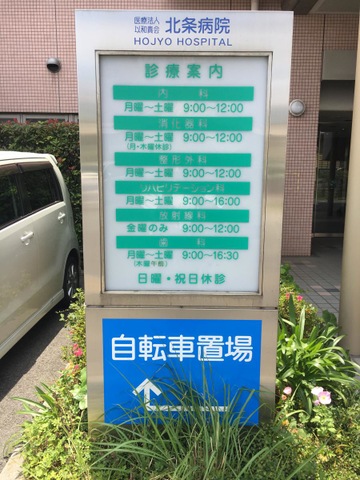 医療法人
以和貴会
北条病院
HOJYO HOSPITAL
診療案内
内科
月曜～土曜 9:00～12:00
消化器科
月曜～土曜 9:00～12:00
(月・木曜休診)
整形外科
月曜～土曜 9:00～12:00
リハビリテーション科
月曜～土曜 9:00～16:00
放射線科
金曜のみ 9:00～12:00
歯科
月曜～土曜 9:00～16:30
(木曜午前)
日曜・祝日休診
自転車置場